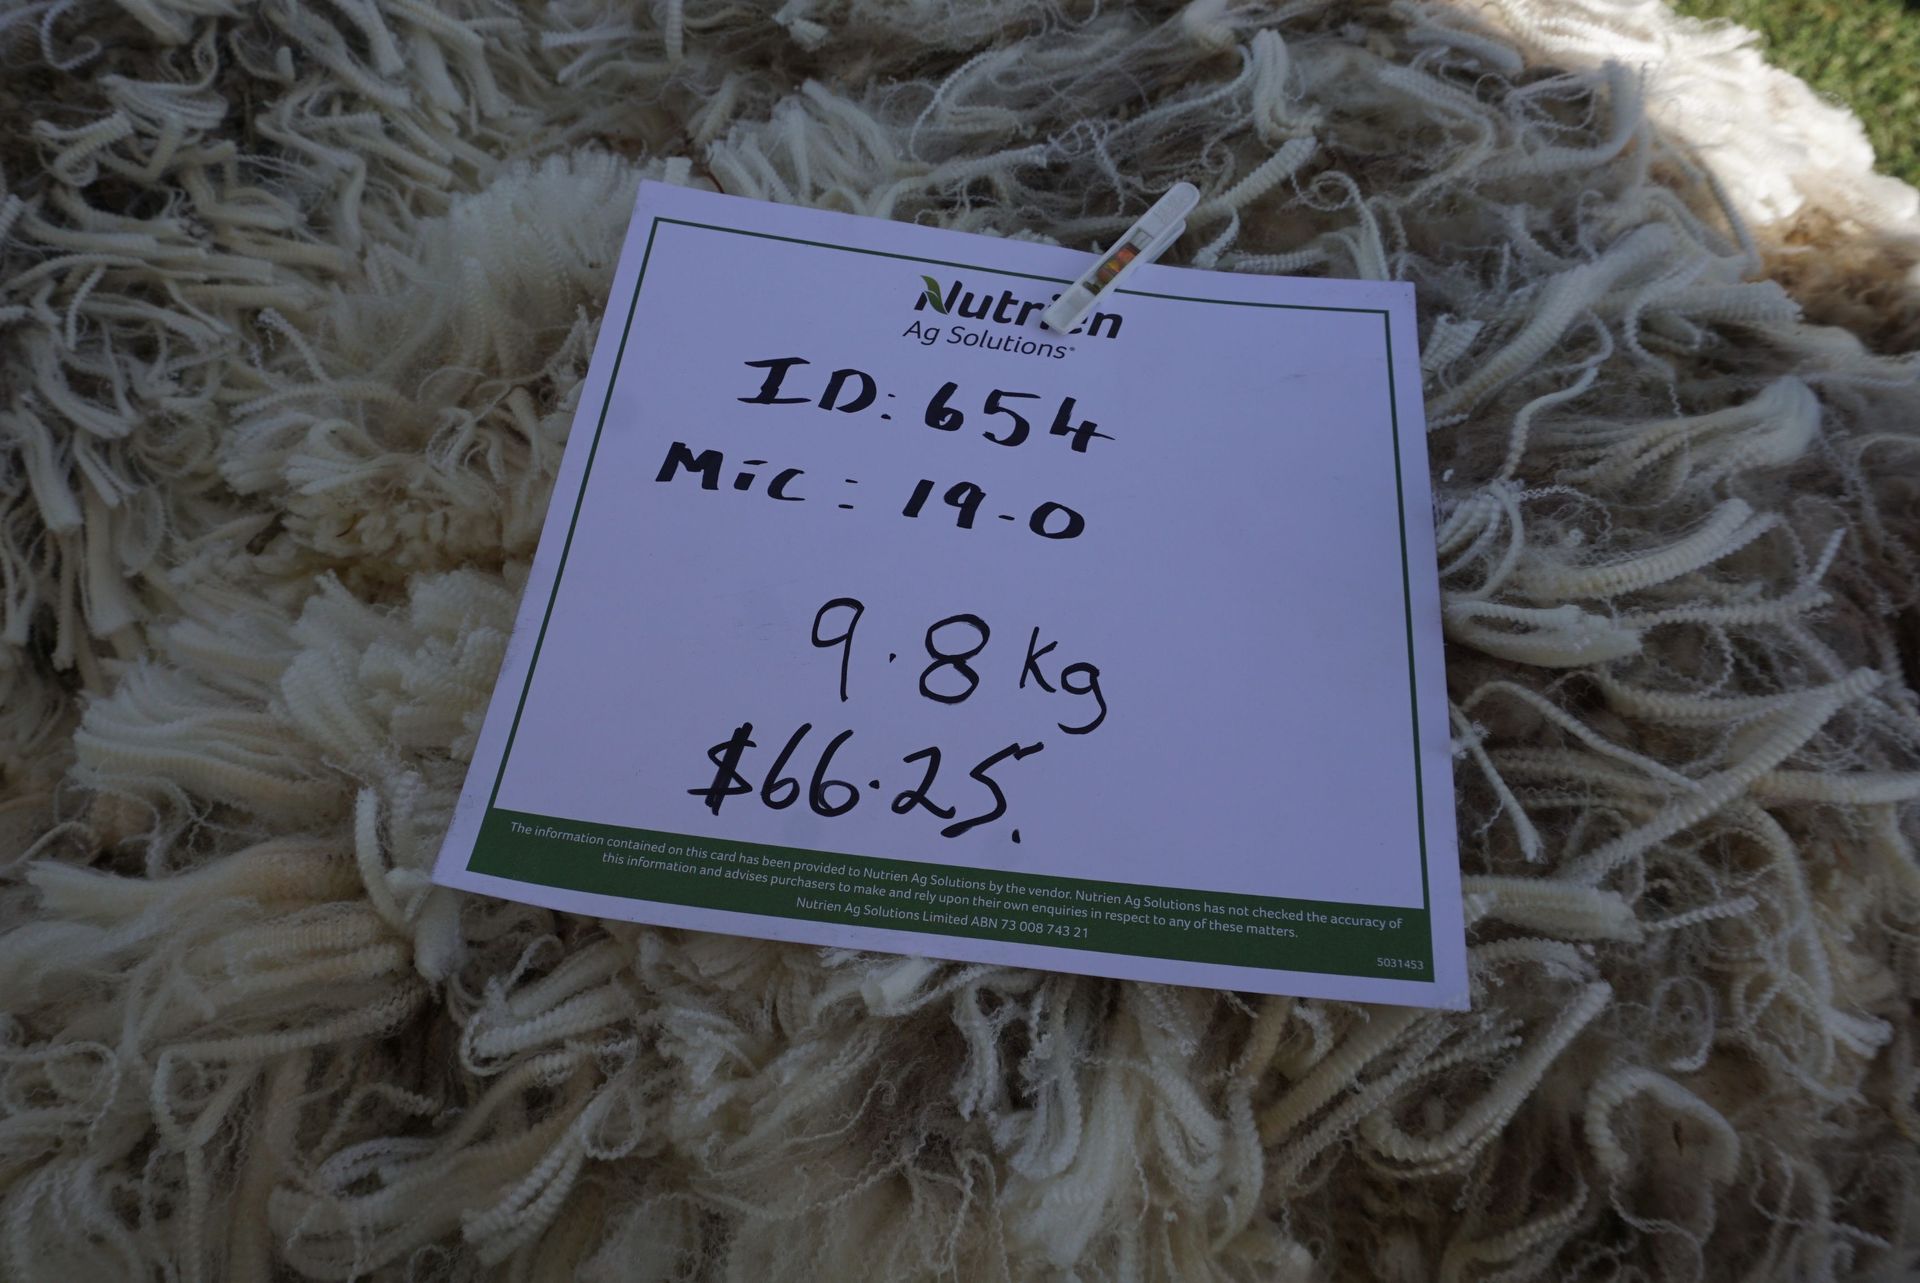 Nutrien
Ag Solutions®
ID: 654
Mic: 19.0
9.8 kg
$66.25.
The information contained on this card has been provided to Nutrien Ag Solutions by the vendor. Nutrien Ag Solutions has not checked the accuracy of
this information and advises purchasers to make and rely upon their own enquiries in respect to any of these matters.
Nutrien Ag Solutions Limited ABN 73 008 743 21
5031453